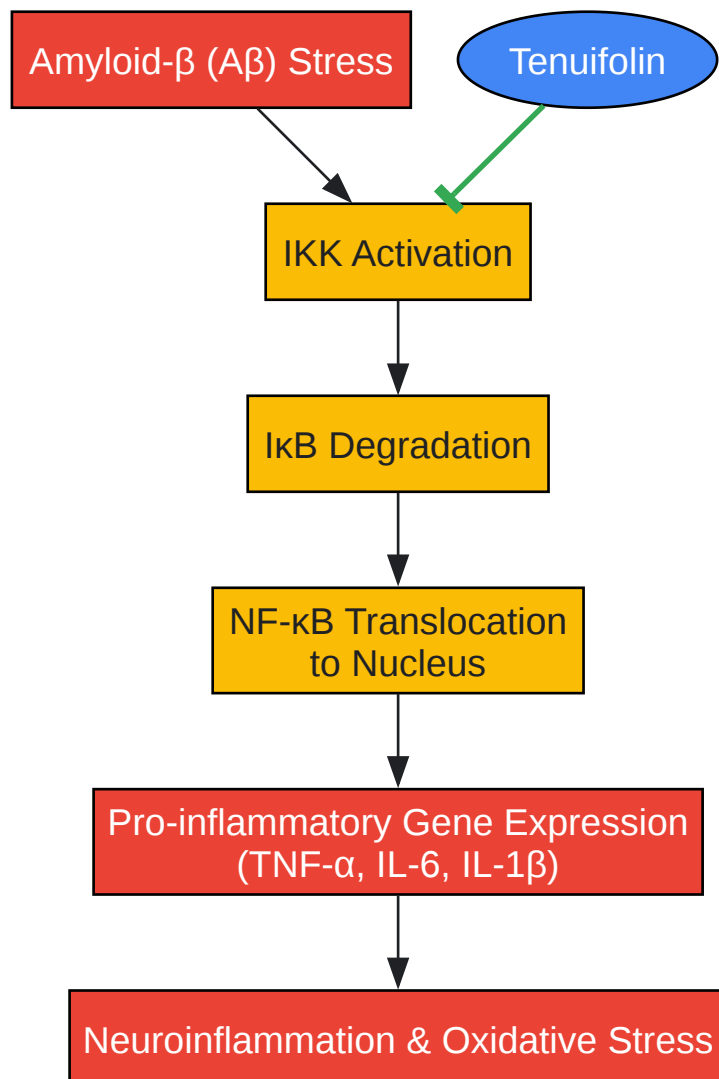 Amyloid-β (Aβ) Stress
Tenuifolin
IKK Activation
IκB Degradation
NF-κB Translocation
to Nucleus
Pro-inflammatory Gene Expression
(TNF-α, IL-6, IL-1β)
Neuroinflammation & Oxidative Stress